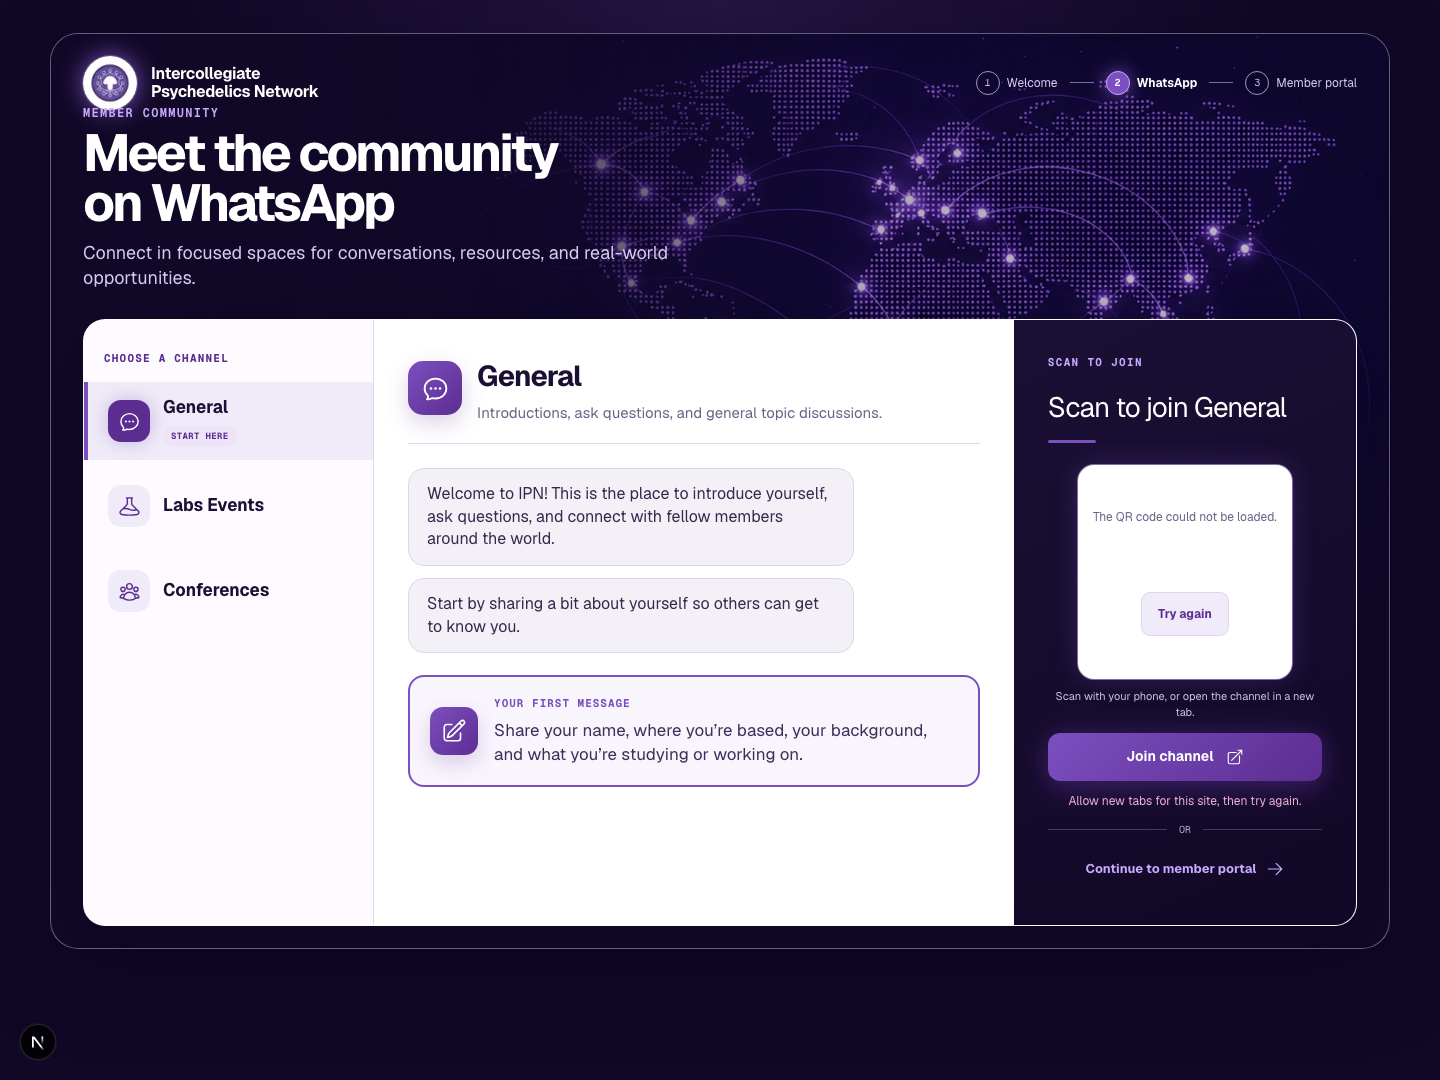 Intercollegiate
Psychedelics Network
1 Welcome
2 WhatsApp
3 Member portal
MEMBER COMMUNITY
Meet the community
on WhatsApp
Connect in focused spaces for conversations, resources, and real-world
opportunities.
CHOOSE A CHANNEL
General
START HERE
Labs Events
Conferences
General
Introductions, ask questions, and general topic discussions.
Welcome to IPN! This is the place to introduce yourself,
ask questions, and connect with fellow members
around the world.
Start by sharing a bit about yourself so others can get
to know you.
YOUR FIRST MESSAGE
Share your name, where you’re based, your background,
and what you’re studying or working on.
SCAN TO JOIN
Scan to join General
The QR code could not be loaded.
Try again
Scan with your phone, or open the channel in a new
tab.
Join channel
Allow new tabs for this site, then try again.
OR
Continue to member portal
N